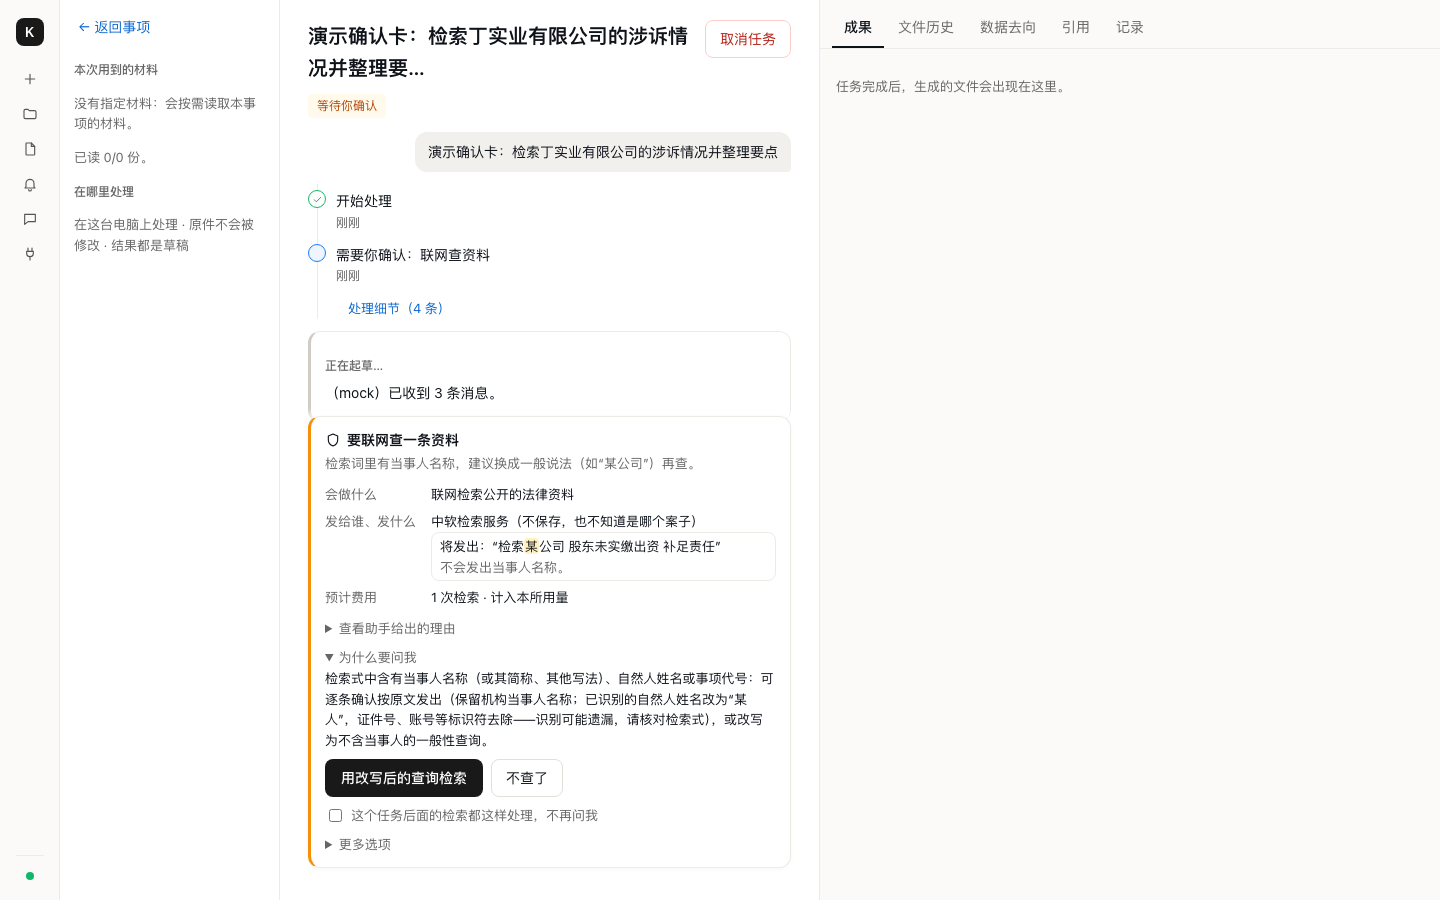 K
← 返回事项
本次用到的材料
没有指定材料：会按需读取本事
项的材料。
已读 0/0 份。
在哪里处理
在这台电脑上处理 · 原件不会被
修改 · 结果都是草稿
演示确认卡：检索丁实业有限公司的涉诉情
况并整理要...
取消任务
等待你确认
演示确认卡：检索丁实业有限公司的涉诉情况并整理要点
开始处理
刚刚
需要你确认：联网查资料
刚刚
处理细节（4 条）
正在起草...
（mock）已收到 3 条消息。
要联网查一条资料
检索词里有当事人名称，建议换成一般说法（如“某公司”）再查。
会做什么 联网检索公开的法律资料
发给谁、发什么 中软检索服务（不保存，也不知道是哪个案子）
将发出：“检索某公司 股东未实缴出资 补足责任”
不会发出当事人名称。
预计费用 1 次检索 · 计入本所用量
▶ 查看助手给出的理由
▼ 为什么要问我
检索式中含有当事人名称（或其简称、其他写法）、自然人姓名或事项代号：可
逐条确认按原文发出（保留机构当事人名称；已识别的自然人姓名改为“某
人”，证件号、账号等标识符去除——识别可能遗漏，请核对检索式），或改写
为不含当事人的一般性查询。
用改写后的查询检索 不查了
这个任务后面的检索都这样处理，不再问我
▶ 更多选项
成果 文件历史 数据去向 引用 记录
任务完成后，生成的文件会出现在这里。